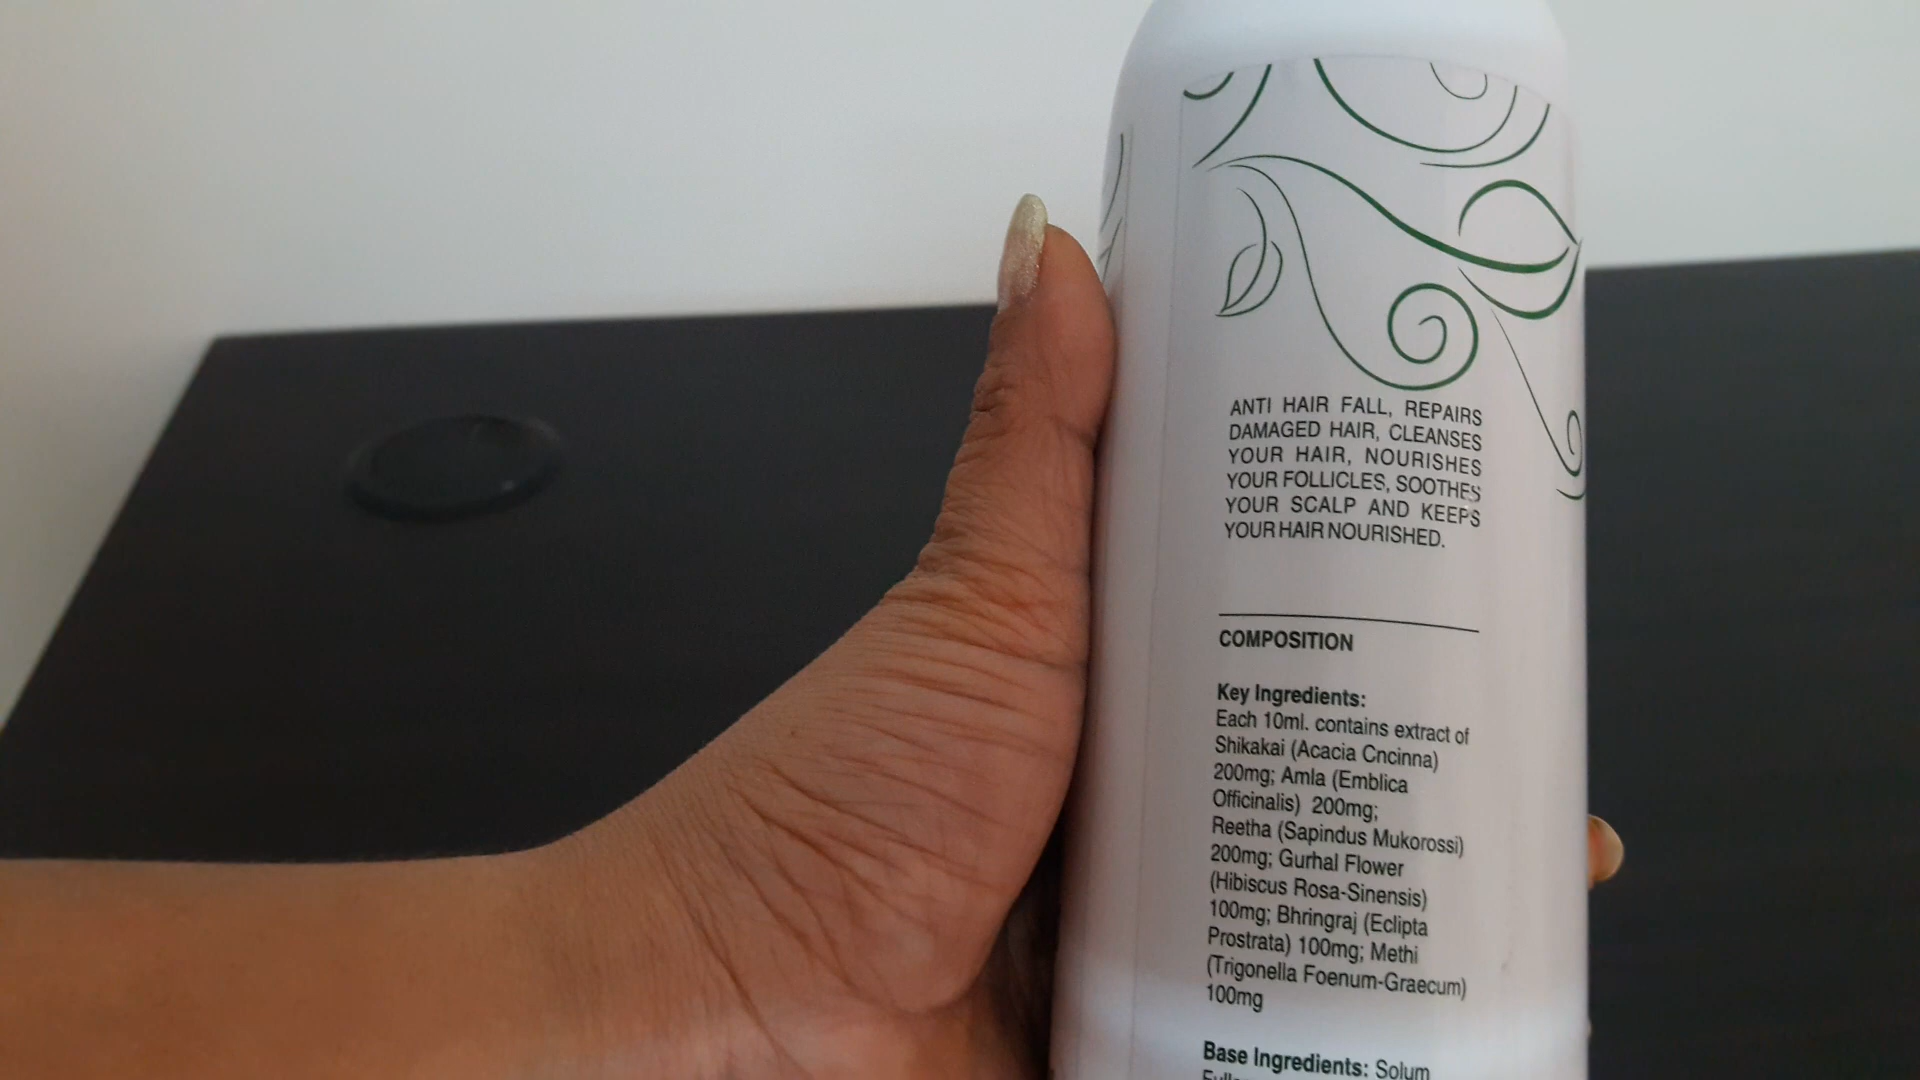 ANTI HAIR FALL, REPAIRS
DAMAGED HAIR, CLEANSES
YOUR HAIR, NOURISHES
YOUR FOLLICLES, SOOTHES
YOUR SCALP AND KEEPS
YOUR HAIR NOURISHED.
COMPOSITION
Key Ingredients:
Each 10ml. contains extract of
Shikakai (Acacia Cncinna)
200mg; Amla (Emblica
Officinalis) 200mg;
Reetha (Sapindus Mukorossi)
200mg; Gurhal Flower
(Hibiscus Rosa-Sinensis)
100mg; Bhringraj (Eclipta
Prostrata) 100mg; Methi
(Trigonella Foenum-Graecum)
100mg
Base Ingredients: Solum